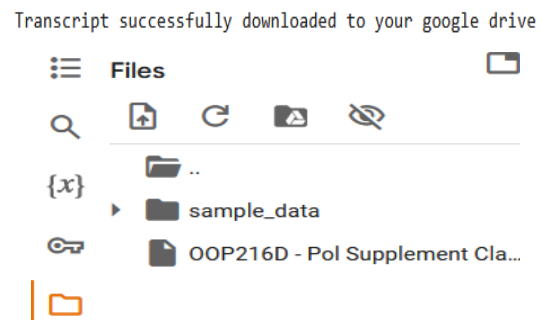 Transcript successfully downloaded to your google drive
Files
..
{x}
sample_data
OOP216D - Pol Supplement Cla...